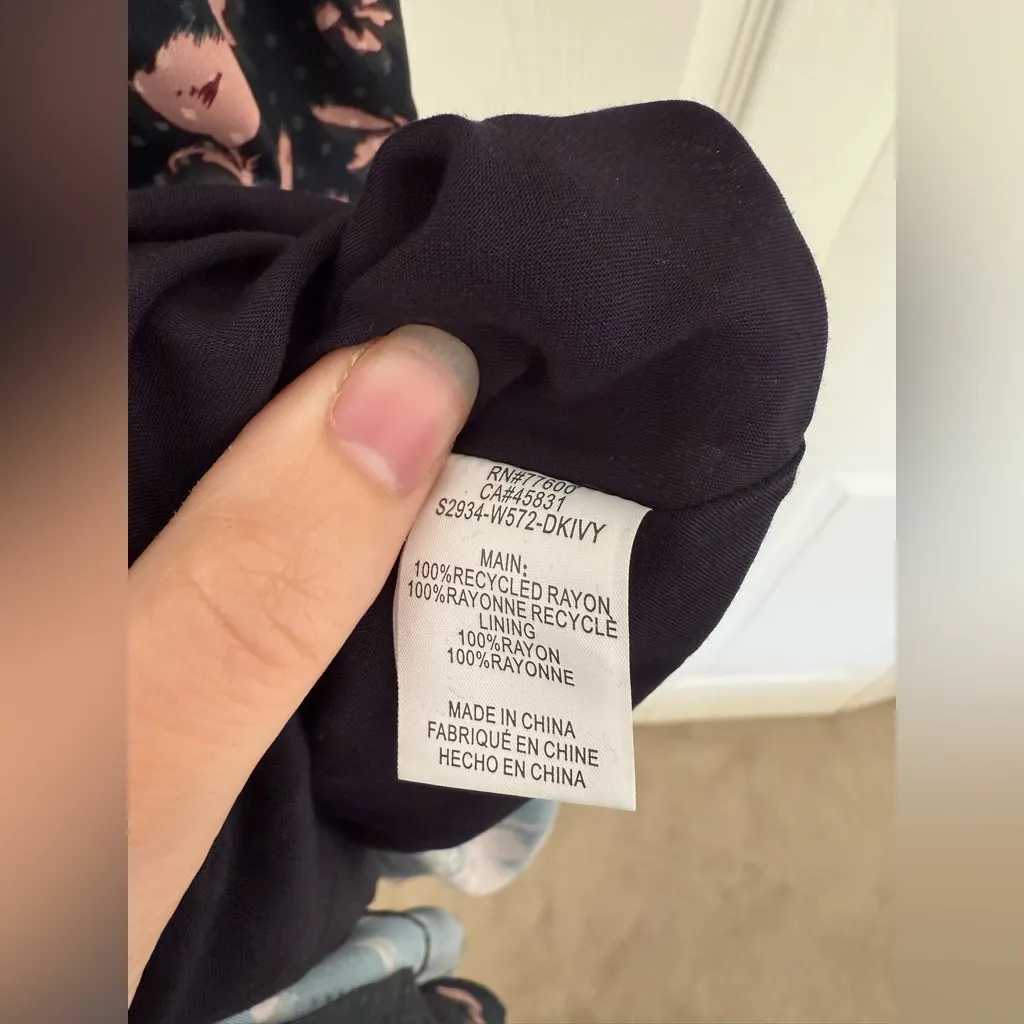 RN#77600
CA#45831
S2934-W572-DKIVY
MAIN:
100%RECYCLED RAYON
100%RAYONNE RECYCLÉ
LINING
100%RAYON
100%RAYONNE
MADE IN CHINA
FABRIQUÉ EN CHINE
HECHO EN CHINA